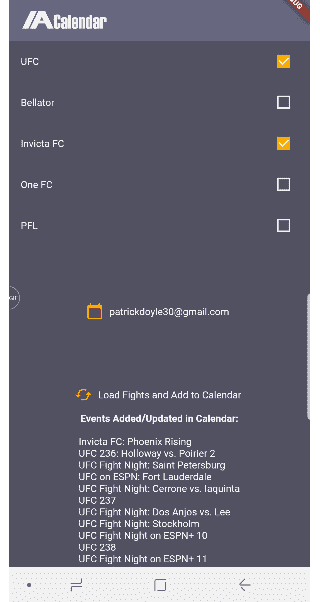 Calendar
UFC
Bellator
Invicta FC
One FC
PFL
patrickdoyle30@gmail.com
Load Fights and Add to Calendar
Events Added/Updated in Calendar:
Invicta FC: Phoenix Rising
UFC 236: Holloway vs. Poirier 2
UFC Fight Night: Saint Petersburg
UFC on ESPN: Fort Lauderdale
UFC Fight Night: Cerrone vs. Iaquinta
UFC 237
UFC Fight Night: Dos Anjos vs. Lee
UFC Fight Night: Stockholm
UFC Fight Night on ESPN+ 10
UFC 238
UFC Fight Night on ESPN+ 11